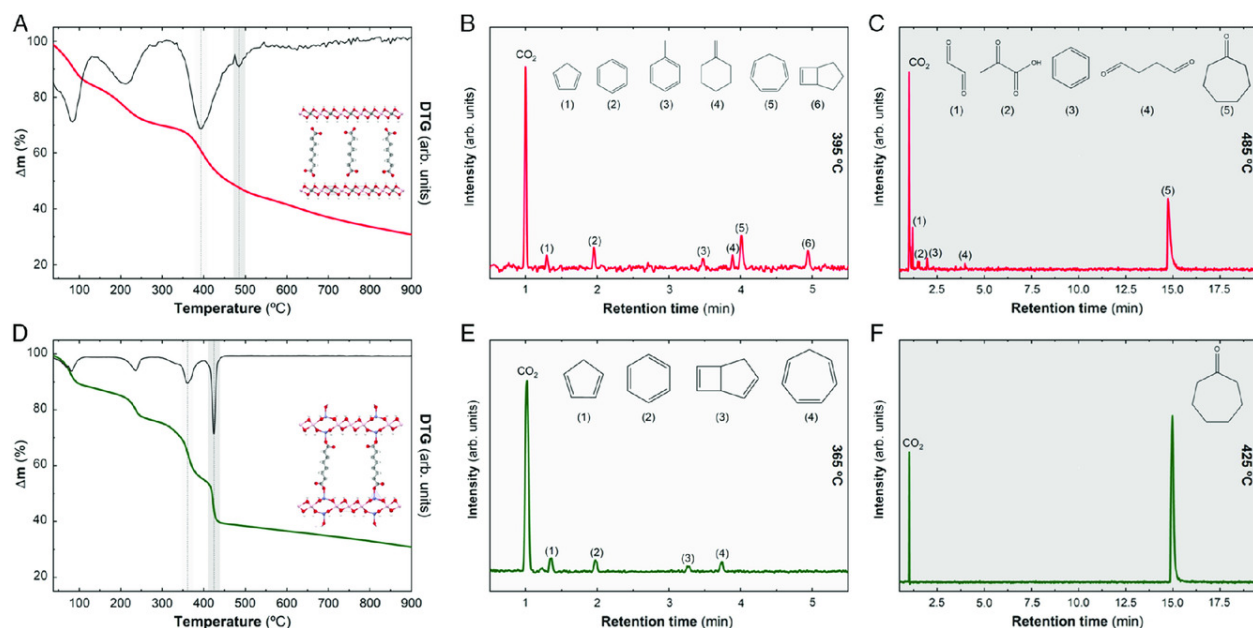 A
100
80
60
40
20
Δm (%)
DTG (arb. units)
100 200 300 400 500 600 700 800 900
Temperature (ºC)
B
CO2
(1) (2) (3) (4) (5) (6)
(1) (2) (3) (4) (5) (6)
Intensity (arb. units)
395 ºC
1 2 3 4 5
Retention time (min)
C
CO2
O O
O O OH
O O
O
(1) (2) (3) (4) (5)
(1) (2) (3) (4) (5)
Intensity (arb. units)
485 ºC
2.5 5.0 7.5 10.0 12.5 15.0 17.5
Retention time (min)
D
100
80
60
40
20
Δm (%)
DTG (arb. units)
100 200 300 400 500 600 700 800 900
Temperature (ºC)
E
CO2
(1) (2) (3) (4)
(1) (2) (3) (4)
Intensity (arb. units)
365 ºC
1 2 3 4 5
Retention time (min)
F
O
CO2
Intensity (arb. units)
425 ºC
2.5 5.0 7.5 10.0 12.5 15.0 17.5
Retention time (min)